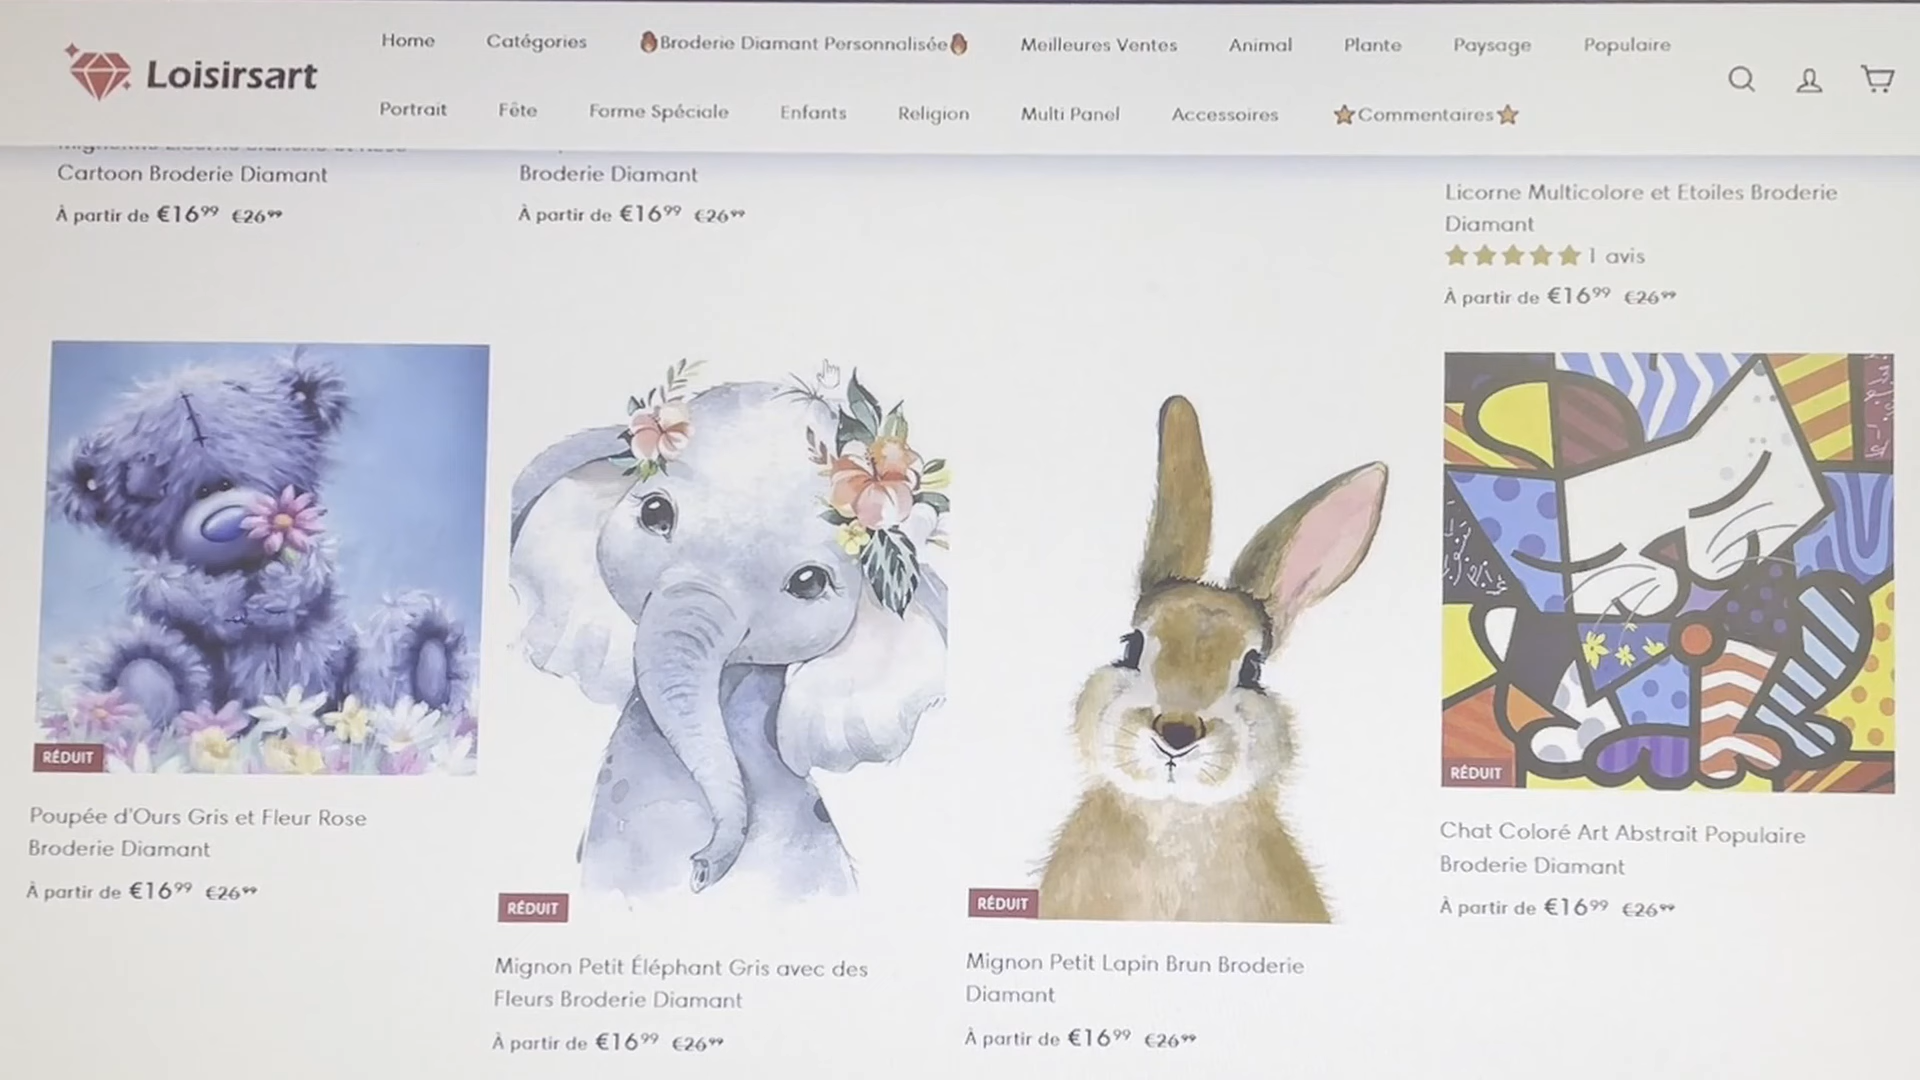 Loisirsart
Home Catégories Broderie Diamant Personnalisée Meilleures Ventes Animal Plante Paysage Populaire
Portrait Fête Forme Spéciale Enfants Religion Multi Panel Accessoires Commentaires
Cartoon Broderie Diamant
À partir de €16⁹⁹ €26⁹⁹
Broderie Diamant
À partir de €16⁹⁹ €26⁹⁹
Licorne Multicolore et Etoiles Broderie
Diamant
1 avis
À partir de €16⁹⁹ €26⁹⁹
RÉDUIT
Poupée d'Ours Gris et Fleur Rose
Broderie Diamant
À partir de €16⁹⁹ €26⁹⁹
RÉDUIT
Mignon Petit Éléphant Gris avec des
Fleurs Broderie Diamant
À partir de €16⁹⁹ €26⁹⁹
RÉDUIT
Mignon Petit Lapin Brun Broderie
Diamant
À partir de €16⁹⁹ €26⁹⁹
RÉDUIT
Chat Coloré Art Abstrait Populaire
Broderie Diamant
À partir de €16⁹⁹ €26⁹⁹